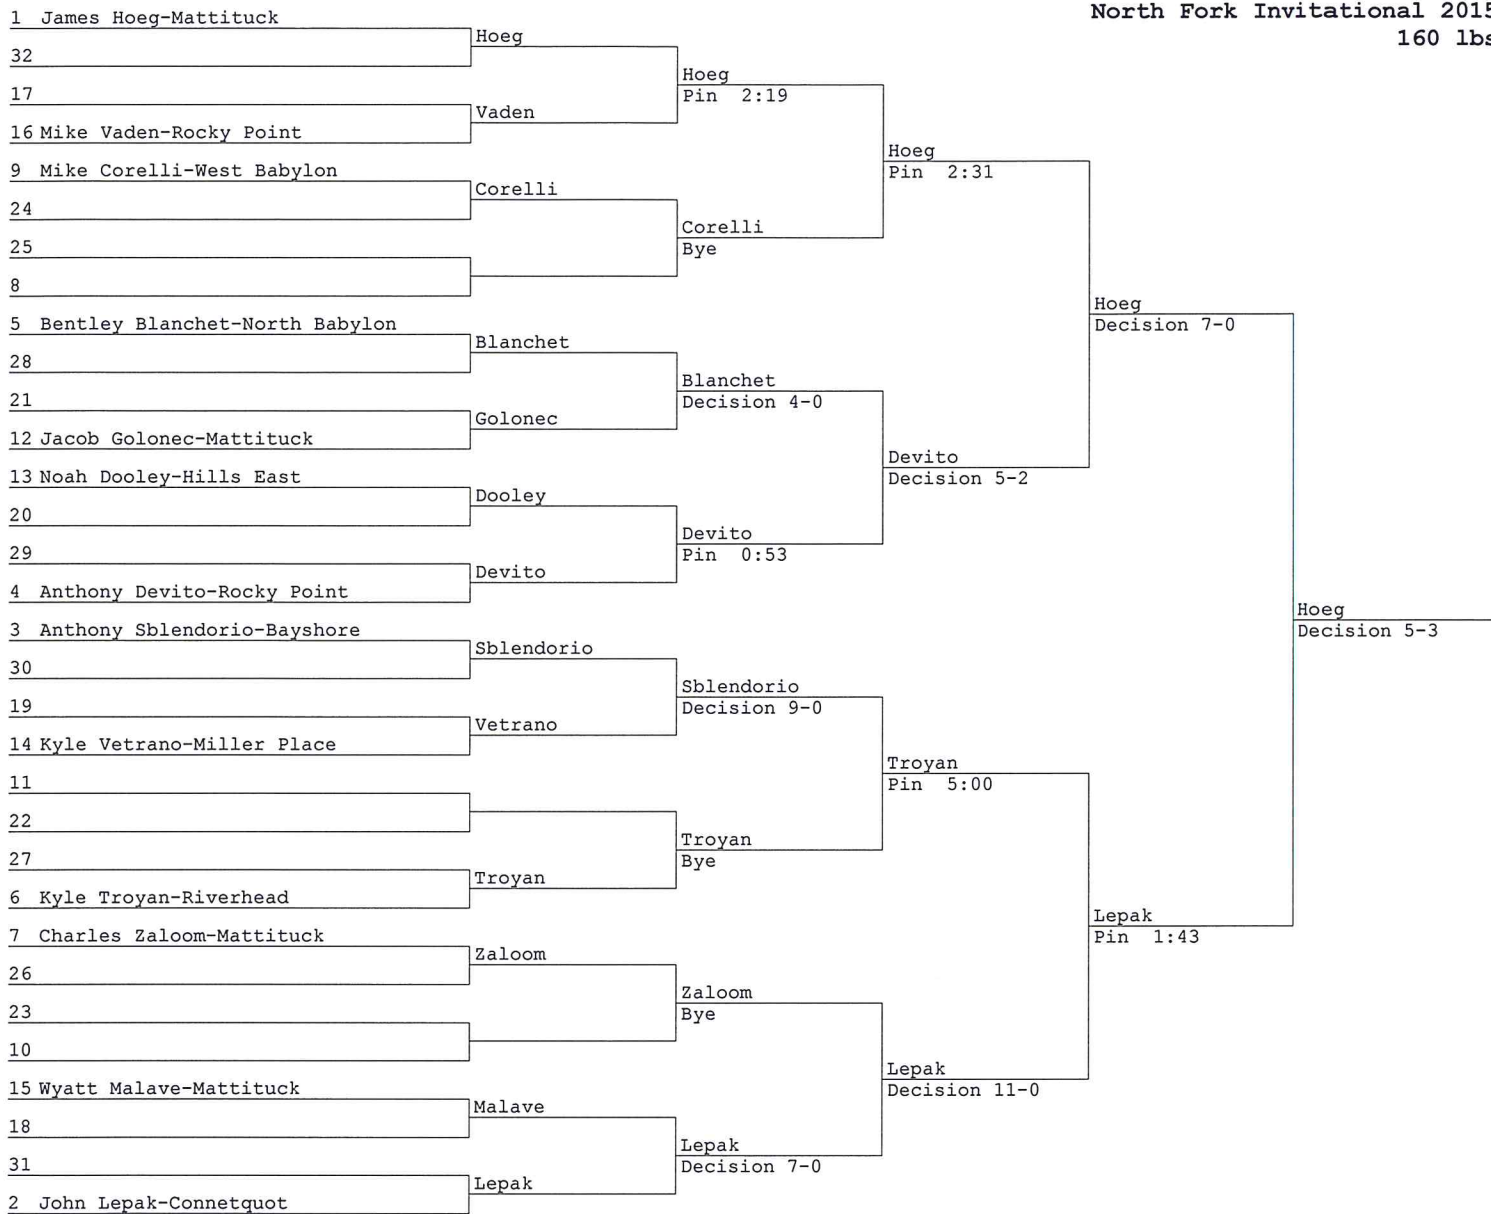 North Fork Invitational 2015
160 lbs
1 James Hoeg-Mattituck
32
17
16 Mike Vaden-Rocky Point
9 Mike Corelli-West Babylon
24
25
8
5 Bentley Blanchet-North Babylon
28
21
12 Jacob Golonec-Mattituck
13 Noah Dooley-Hills East
20
29
4 Anthony Devito-Rocky Point
3 Anthony Sblendorio-Bayshore
30
19
14 Kyle Vetrano-Miller Place
11
22
27
6 Kyle Troyan-Riverhead
7 Charles Zaloom-Mattituck
26
23
10
15 Wyatt Malave-Mattituck
18
31
2 John Lepak-Connetquot
Hoeg
Vaden
Corelli
Blanchet
Golonec
Dooley
Devito
Sblendorio
Vetrano
Troyan
Zaloom
Malave
Lepak
Hoeg
Pin 2:19
Corelli
Bye
Blanchet
Decision 4-0
Devito
Pin 0:53
Sblendorio
Decision 9-0
Troyan
Bye
Zaloom
Bye
Lepak
Decision 7-0
Hoeg
Pin 2:31
Devito
Decision 5-2
Troyan
Pin 5:00
Lepak
Decision 11-0
Hoeg
Decision 7-0
Lepak
Pin 1:43
Hoeg
Decision 5-3